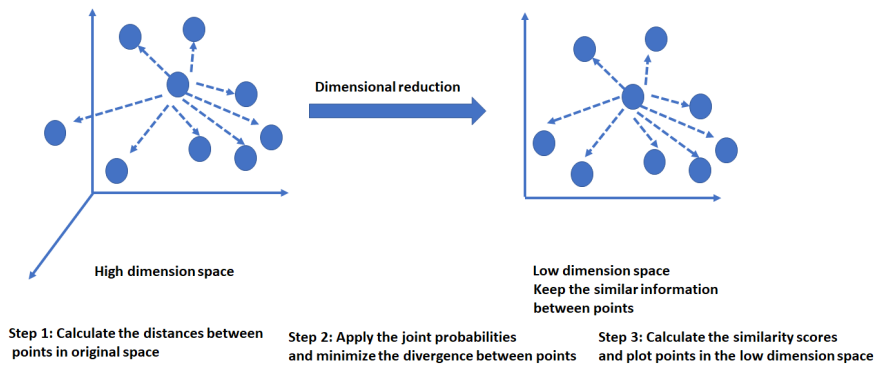 Dimensional reduction
High dimension space
Low dimension space
Keep the similar information
between points
Step 1: Calculate the distances between
points in original space
Step 2: Apply the joint probabilities
and minimize the divergence between points
Step 3: Calculate the similarity scores
and plot points in the low dimension space